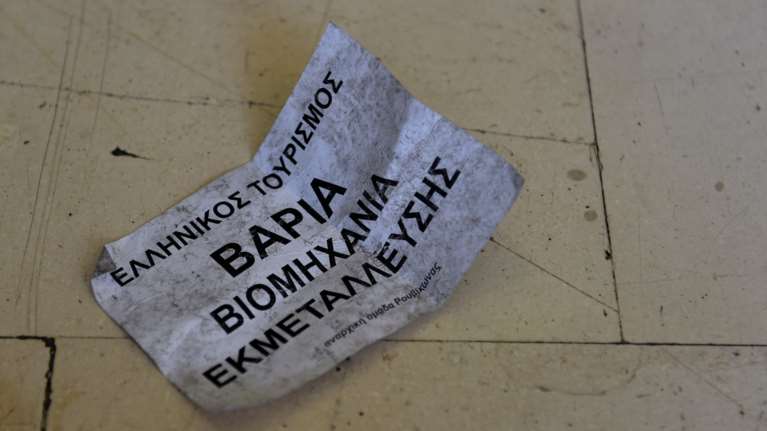 ΕΛΛΗΝΙΚΟΣ ΤΟΥΡΙΣΜΟΣ
ΒΑΡΙΑ
ΒΙΟΜΗΧΑΝΙΑ
ΕΚΜΕΤΑΛΛΕΥΣΗΣ
αναρχική ομάδα Ρουβίκωνας